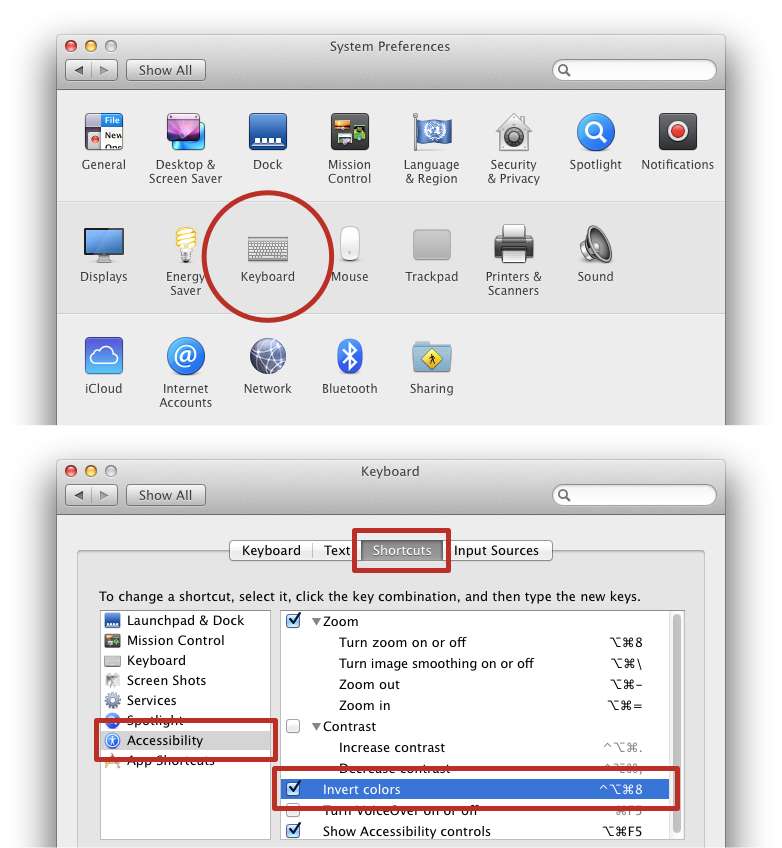 System Preferences
Show All
File
New
General
Desktop &
Screen Saver
Dock
Mission
Control
Language
& Region
Security
& Privacy
Spotlight
Notifications
Displays
Energy
Saver
Keyboard
Mouse
Trackpad
Printers &
Scanners
Sound
iCloud
Internet
Accounts
Network
Bluetooth
Sharing
Keyboard
Show All
Keyboard Text Shortcuts Input Sources
To change a shortcut, select it, click the key combination, and then type the new keys.
Launchpad & Dock
Mission Control
Keyboard
Screen Shots
Services
Spotlight
Accessibility
App Shortcuts
Zoom
Turn zoom on or off ⌥⌘8
Turn image smoothing on or off ⌥⌘\
Zoom out ⌥⌘-
Zoom in ⌥⌘=
Contrast
Increase contrast ^⌥⌘.
Decrease contrast ^⌥⌘,
Invert colors ^⌥⌘8
Turn VoiceOver on or off ⌘F5
Show Accessibility controls ⌥⌘F5